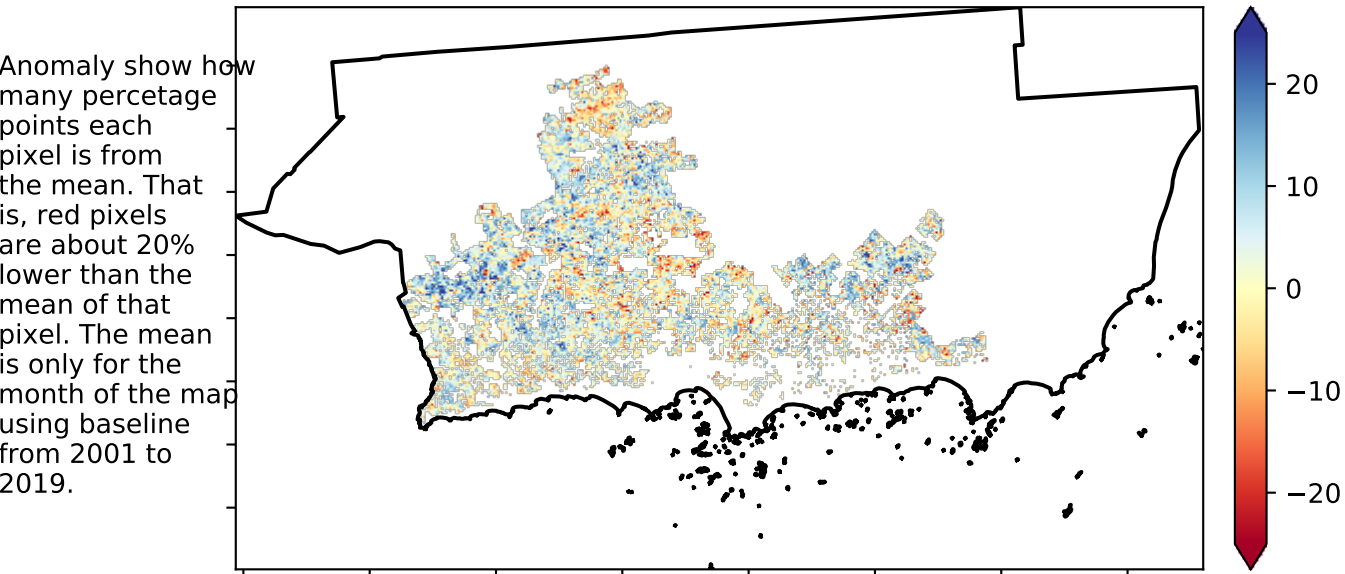 Anomaly show how
many percetage
points each
pixel is from
the mean. That
is, red pixels
are about 20%
lower than the
mean of that
pixel. The mean
is only for the
month of the map
using baseline
from 2001 to
2019.
20
10
0
−10
−20